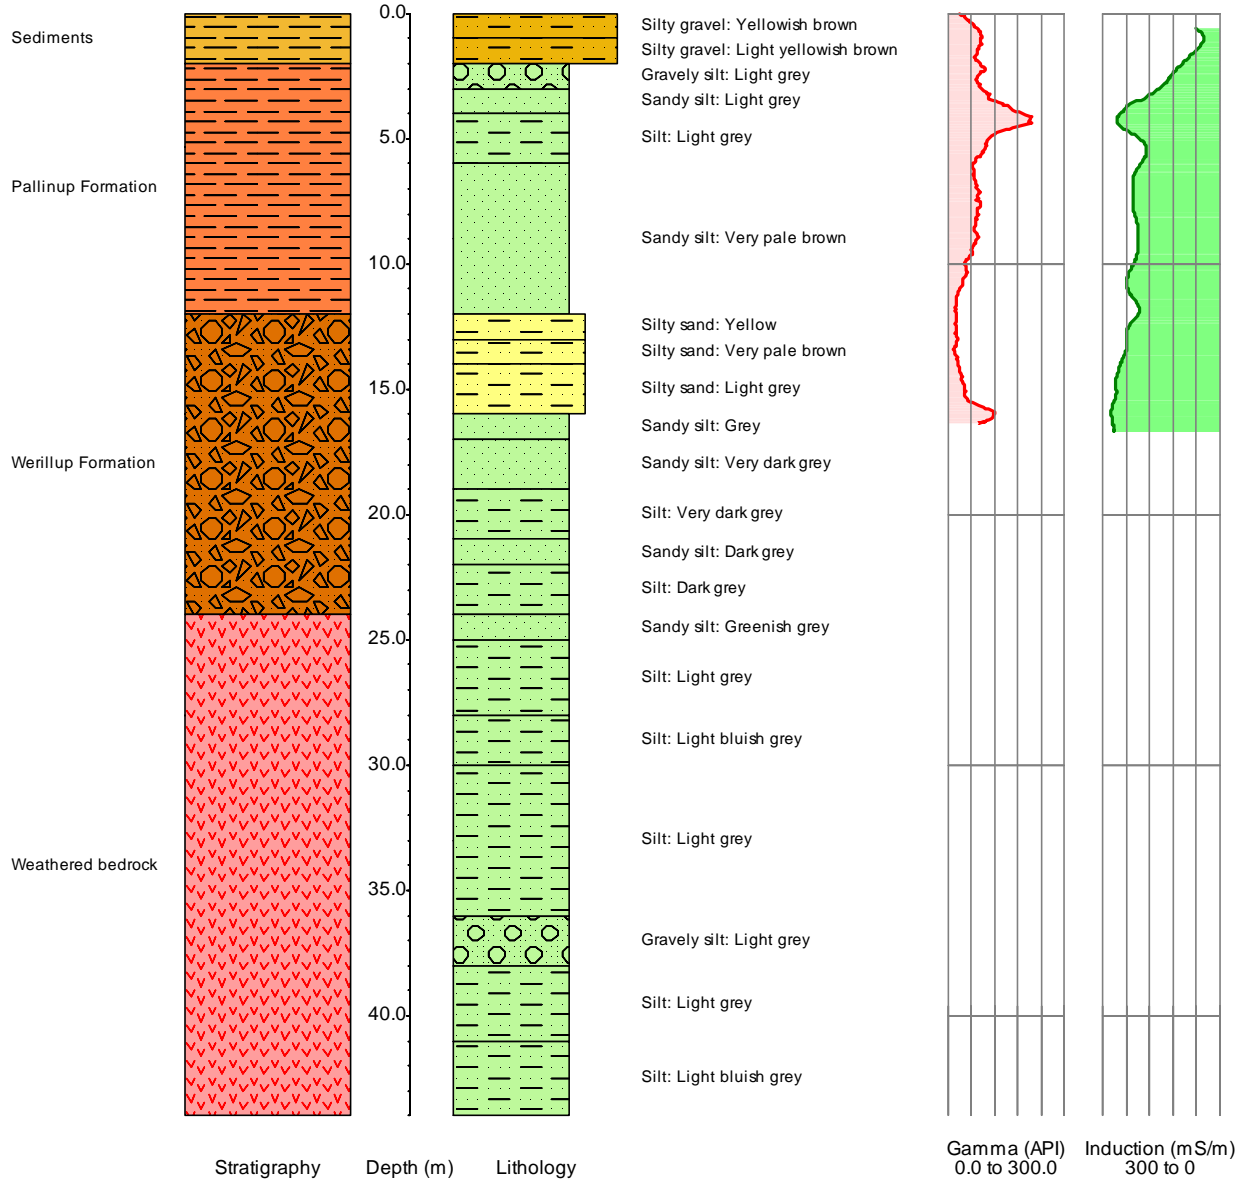 Sediments
Pallinup Formation
Werillup Formation
Weathered bedrock
Stratigraphy
0.0
5.0
10.0
15.0
20.0
25.0
30.0
35.0
40.0
Depth (m)
Lithology
Silty gravel: Yellowish brown
Silty gravel: Light yellowish brown
Gravely silt: Light grey
Sandy silt: Light grey
Silt: Light grey
Sandy silt: Very pale brown
Silty sand: Yellow
Silty sand: Very pale brown
Silty sand: Light grey
Sandy silt: Grey
Sandy silt: Very dark grey
Silt: Very dark grey
Sandy silt: Dark grey
Silt: Dark grey
Sandy silt: Greenish grey
Silt: Light grey
Silt: Light bluish grey
Silt: Light grey
Gravely silt: Light grey
Silt: Light grey
Silt: Light bluish grey
Gamma (API)
0.0 to 300.0
Induction (mS/m)
300 to 0